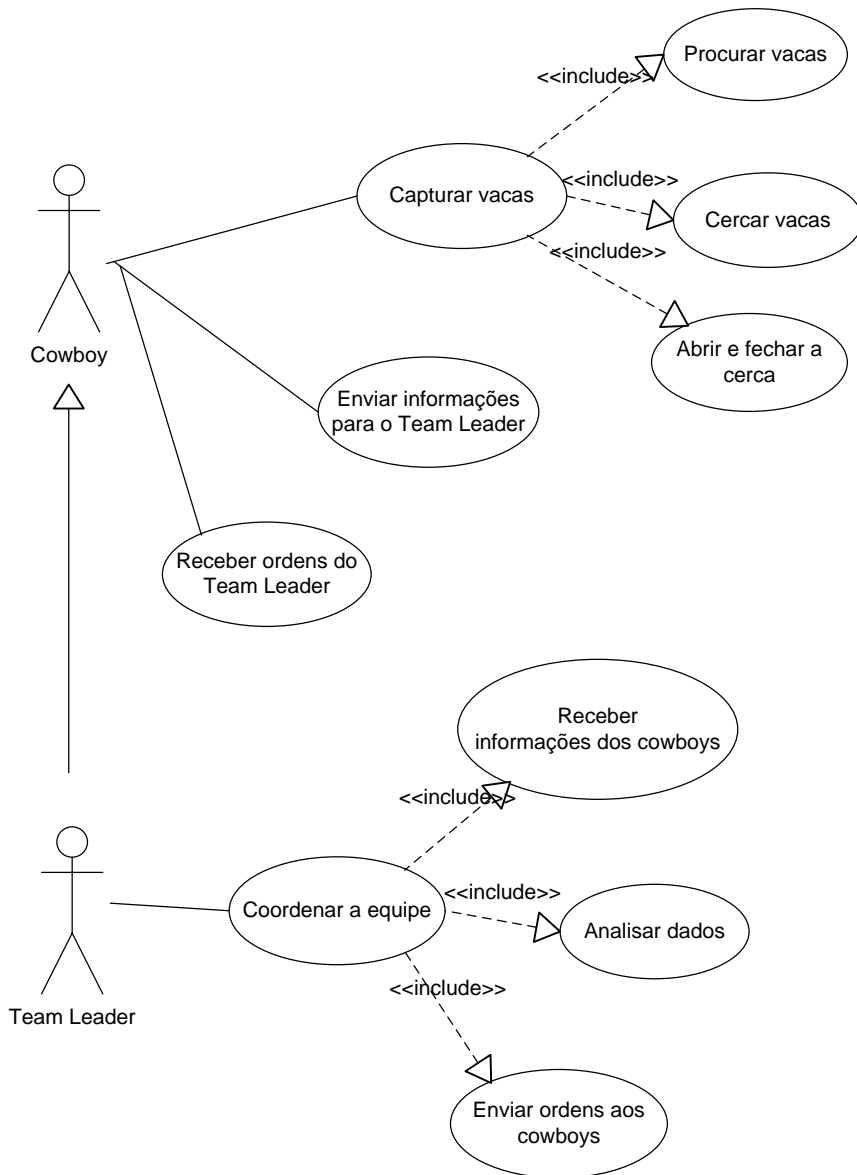 Procurar vacas
<<include>>
Capturar vacas
<<include>>
Cercar vacas
<<include>>
Cowboy
Abrir e fechar a
cerca
Enviar informações
para o Team Leader
Receber ordens do
Team Leader
Receber
informações dos cowboys
<<include>>
Coordenar a equipe
<<include>>
Analisar dados
<<include>>
Team Leader
Enviar ordens aos
cowboys